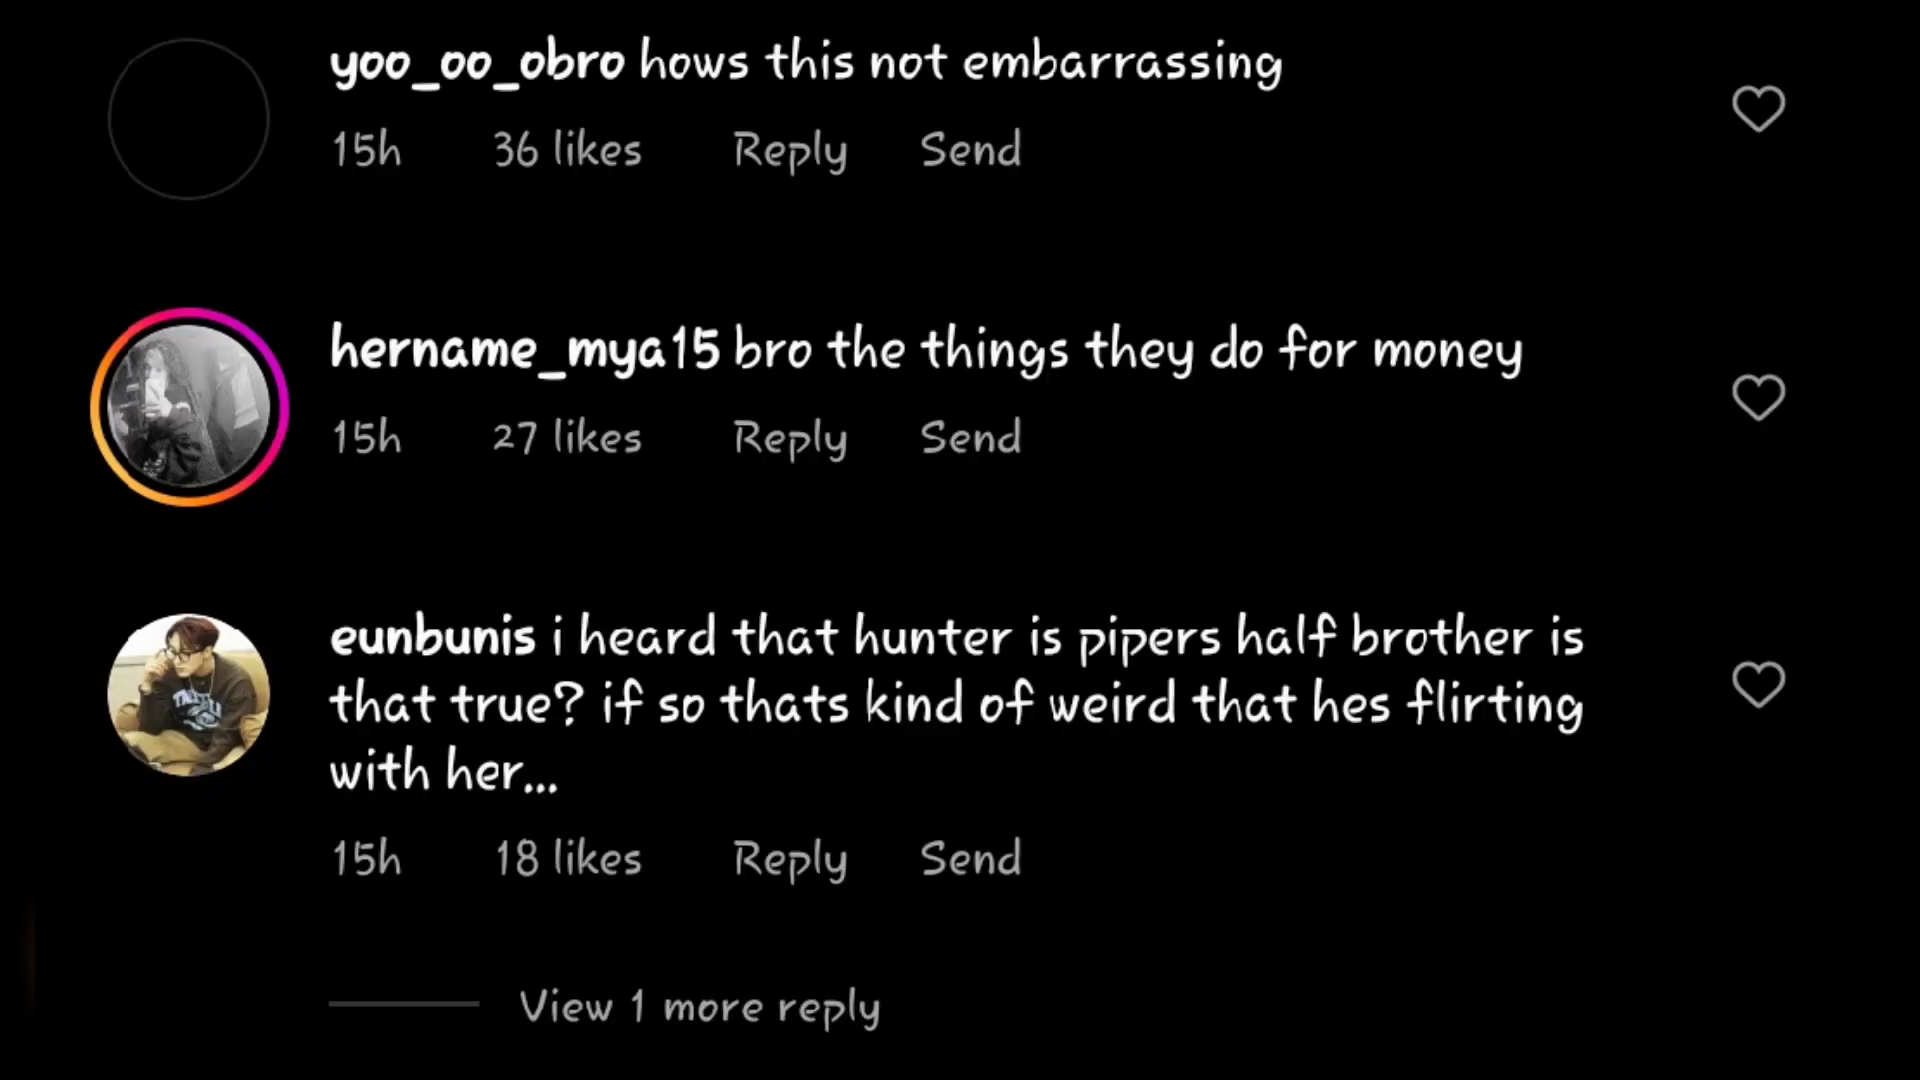 yoo_oo_obro hows this not embarrassing
15h 36 likes Reply Send
hername_mya15 bro the things they do for money
15h 27 likes Reply Send
eunbunis i heard that hunter is pipers half brother is
that true? if so thats kind of weird that hes flirting
with her...
15h 18 likes Reply Send
View 1 more reply